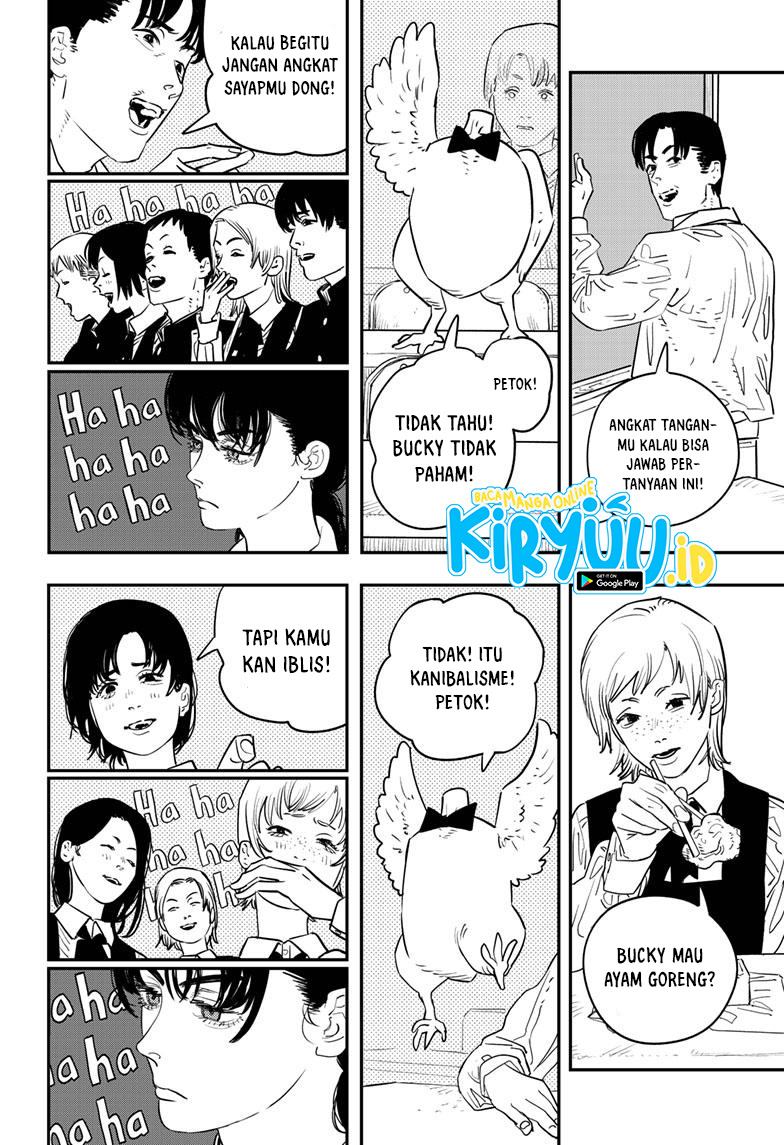 ANGKAT TANGAN-
MU KALAU BISA
JAWAB PER-
TANYAAN INI!
PETOK!
TIDAK TAHU!
BUCKY TIDAK
PAHAM!
KALAU BEGITU
JANGAN ANGKAT
SAYAPMU DONG!
Ha ha ha ha
Ha ha
ha ha
ha ha
BACA MANGA ONLINE
KIRYUU.iD
GET IT ON
Google Play
BUCKY MAU
AYAM GORENG?
TIDAK! ITU
KANIBALISME!
PETOK!
TAPI KAMU
KAN IBLIS!
Ha ha
ha ha
h
a ha
ha ha
ha ha